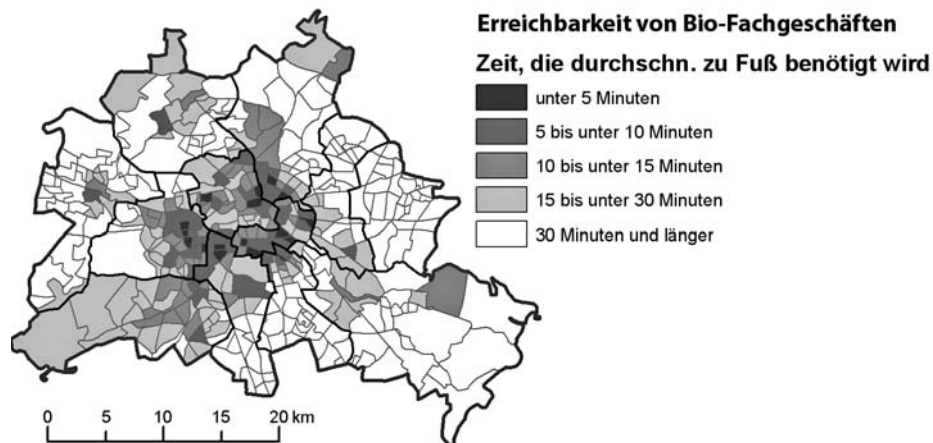 Erreichbarkeit von Bio-Fachgeschäften
Zeit, die durchschn. zu Fuß benötigt wird
unter 5 Minuten
5 bis unter 10 Minuten
10 bis unter 15 Minuten
15 bis unter 30 Minuten
30 Minuten und länger
0 5 10 15 20 km